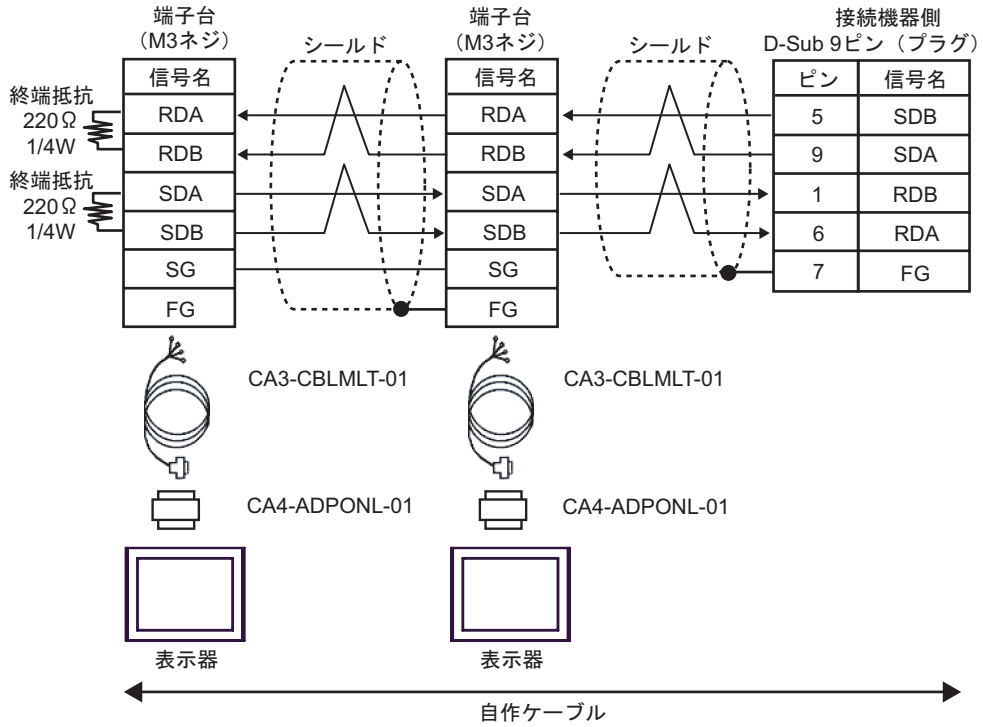 端子台
（M3ネジ）
信号名
RDA
RDB
SDA
SDB
SG
FG
終端抵抗
220Ω
1/4W
終端抵抗
220Ω
1/4W
シールド
端子台
（M3ネジ）
信号名
RDA
RDB
SDA
SDB
SG
FG
シールド
接続機器側
D-Sub 9ピン（プラグ）
ピン 信号名
5 SDB
9 SDA
1 RDB
6 RDA
7 FG
CA3-CBLMLT-01
CA3-CBLMLT-01
CA4-ADPONL-01
CA4-ADPONL-01
表示器
表示器
自作ケーブル